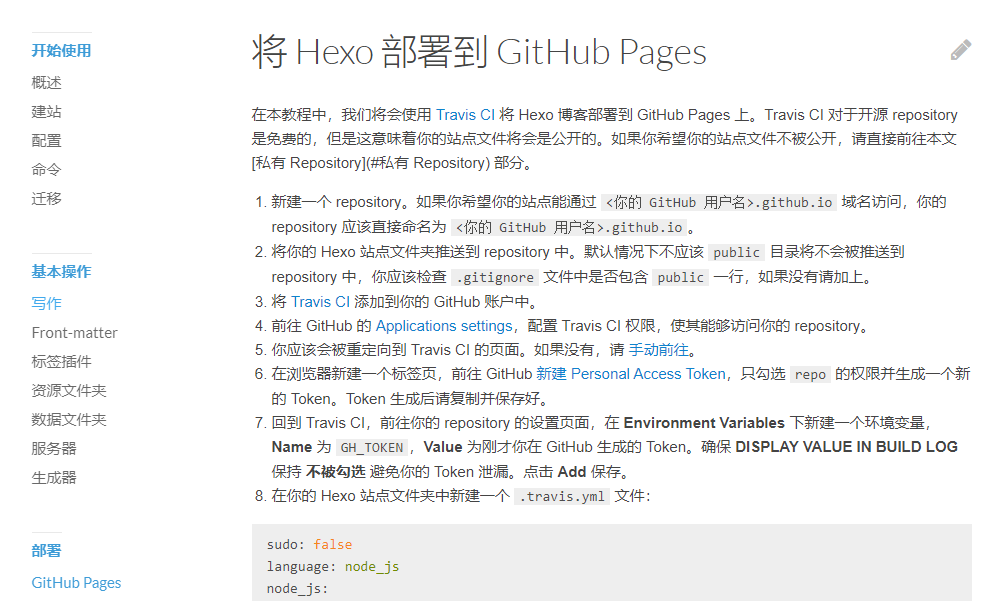 开始使用
概述
建站
配置
命令
迁移
基本操作
写作
Front-matter
标签插件
资源文件夹
数据文件夹
服务器
生成器
部署
GitHub Pages
将 Hexo 部署到 GitHub Pages
在本教程中，我们将会使用 Travis CI 将 Hexo 博客部署到 GitHub Pages 上。Travis CI 对于开源 repository
是免费的，但是这意味着你的站点文件将会是公开的。如果你希望你的站点文件不被公开，请直接前往本文
[私有 Repository](#私有 Repository) 部分。
1. 新建一个 repository。如果你希望你的站点能通过 <你的 GitHub 用户名>.github.io 域名访问，你的
repository 应该直接命名为 <你的 GitHub 用户名>.github.io 。
2. 将你的 Hexo 站点文件夹推送到 repository 中。默认情况下不应该 public 目录将不会被推送到
repository 中，你应该检查 .gitignore 文件中是否包含 public 一行，如果没有请加上。
3. 将 Travis CI 添加到你的 GitHub 账户中。
4. 前往 GitHub 的 Applications settings，配置 Travis CI 权限，使其能够访问你的 repository。
5. 你应该会被重定向到 Travis CI 的页面。如果没有，请 手动前往。
6. 在浏览器新建一个标签页，前往 GitHub 新建 Personal Access Token，只勾选 repo 的权限并生成一个新
的 Token。Token 生成后请复制并保存好。
7. 回到 Travis CI，前往你的 repository 的设置页面，在 Environment Variables 下新建一个环境变量，
Name 为 GH_TOKEN ，Value 为刚才你在 GitHub 生成的 Token。确保 DISPLAY VALUE IN BUILD LOG
保持 不被勾选 避免你的 Token 泄漏。点击 Add 保存。
8. 在你的 Hexo 站点文件夹中新建一个 .travis.yml 文件：
sudo: false
language: node_js
node_js: